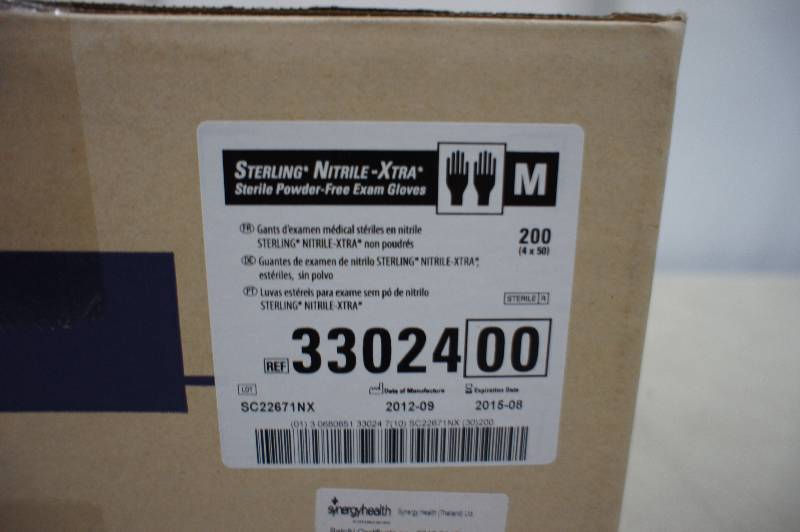 STERLING* NITRILE-XTRA*
Sterile Powder-Free Exam Gloves
M
FR Gants d'examen médical stériles en nitrile
STERLING* NITRILE-XTRA* non poudrés
200
(4 x 50)
Guantes de examen de nitrilo STERLING* NITRILE-XTRA*,
estériles, sin polvo
PT Luvas estéreis para exame sem pó de nitrilo
STERLING* NITRILE-XTRA*
STERILE R
REF 33024 00
LOT Date of Manufacture Expiration Date
SC22671NX 2012-09 2015-08
(01) 3 0680651 33024 7(10) SC22671NX (30)200
synergyhealth Synergy Health (Thailand) Ltd.